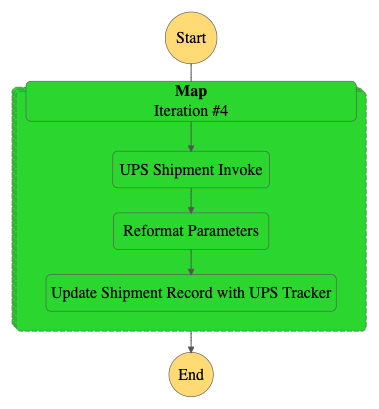 Start
Map
Iteration #4
UPS Shipment Invoke
Reformat Parameters
Update Shipment Record with UPS Tracker
End